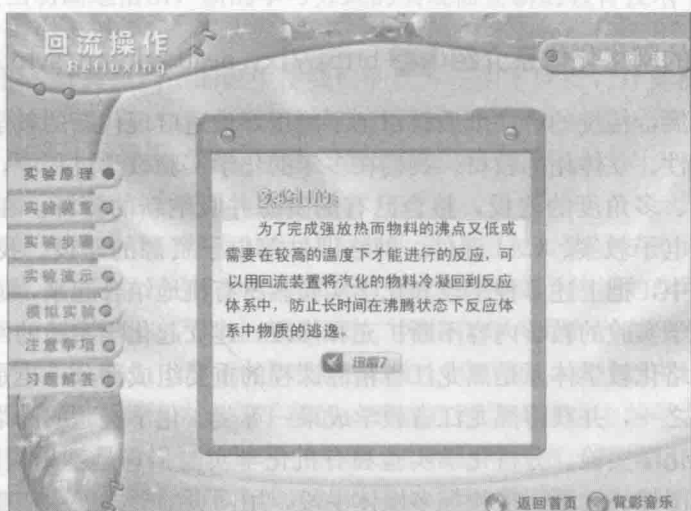 回流操作
Refluxing
实验原理
实验装置
实验步骤
实验演示
模拟实验
注意事项
习题解答
实验目的:
为了完成强放热而物料的沸点又低或
需要在较高的温度下才能进行的反应,可
以用回流装置将汽化的物料冷凝回到反应
体系中,防止长时间在沸腾状态下反应体
系中物质的逃逸。
返回首页
背影音乐